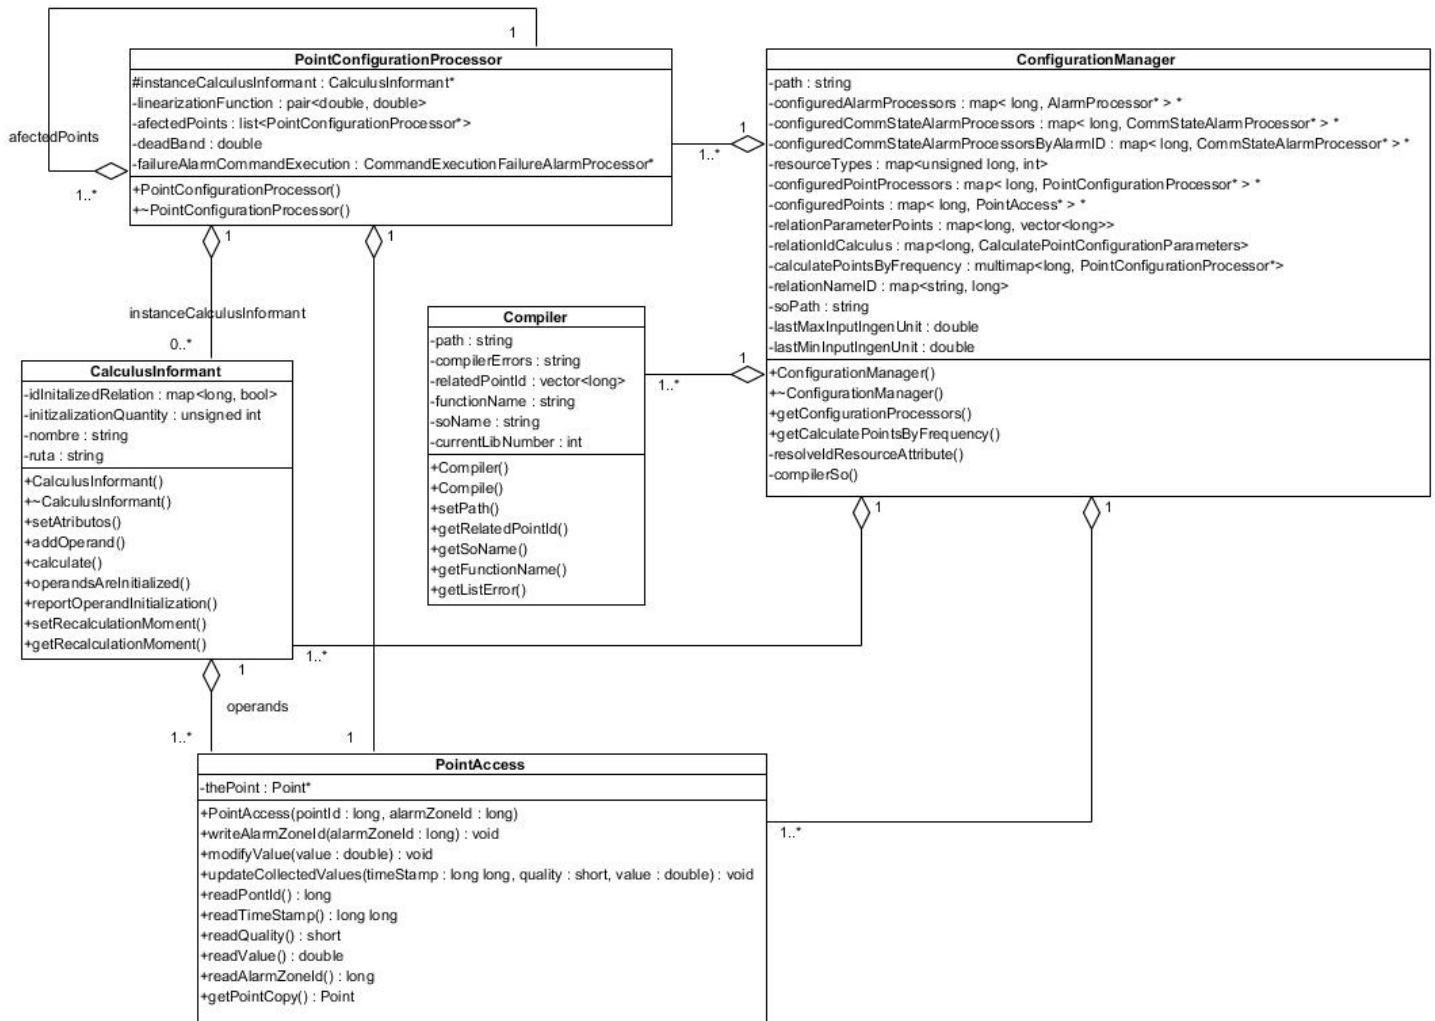 1
PointConfigurationProcessor
#instanceCalculusInformant : CalculusInformant*
-linearizationFunction : pair<double, double>
-afectedPoints : list<PointConfigurationProcessor*>
-deadBand : double
-failureAlarmCommandExecution : CommandExecutionFailureAlarmProcessor*
+PointConfigurationProcessor()
+~PointConfigurationProcessor()
afectedPoints
1..*
1
1..*
ConfigurationManager
-path : string
-configuredAlarmProcessors : map< long, AlarmProcessor* > *
-configuredCommStateAlarmProcessors : map< long, CommStateAlarmProcessor* > *
-configuredCommStateAlarmProcessorsByAlarmID : map< long, CommStateAlarmProcessor* > *
-resourceTypes : map<unsigned long, int>
-configuredPointProcessors : map< long, PointConfigurationProcessor* > *
-configuredPoints : map< long, PointAccess* > *
-relationParameterPoints : map<long, vector<long>>
-relationIdCalculus : map<long, CalculatePointConfigurationParameters>
-calculatePointsByFrequency : multimap<long, PointConfigurationProcessor*>
-relationNameID : map<string, long>
-soPath : string
-lastMaxInputIngenUnit : double
-lastMinInputIngenUnit : double
+ConfigurationManager()
+~ConfigurationManager()
+getConfigurationProcessors()
+getCalculatePointsByFrequency()
-resolveIdResourceAttribute()
-compilerSo()
1
1
instanceCalculusInformant
0..*
Compiler
-path : string
-compilerErrors : string
-relatedPointId : vector<long>
-functionName : string
-soName : string
-currentLibNumber : int
+Compiler()
+Compile()
+setPath()
+getRelatedPointId()
+getSoName()
+getFunctionName()
+getListError()
1
1..*
CalculusInformant
-idInitalizedRelation : map<long, bool>
-initizalizationQuantity : unsigned int
-nombre : string
-ruta : string
+CalculusInformant()
+~CalculusInformant()
+setAtributos()
+addOperand()
+calculate()
+operandsAreInitialized()
+reportOperandInitialization()
+setRecalculationMoment()
+getRecalculationMoment()
1
1
1..*
1
operands
1..*
1
PointAccess
-thePoint : Point*
+PointAccess(pointId : long, alarmZoneId : long)
+writeAlarmZoneId(alarmZoneId : long) : void
+modifyValue(value : double) : void
+updateCollectedValues(timeStamp : long long, quality : short, value : double) : void
+readPontId() : long
+readTimeStamp() : long long
+readQuality() : short
+readValue() : double
+readAlarmZoneId() : long
+getPointCopy() : Point
1..*